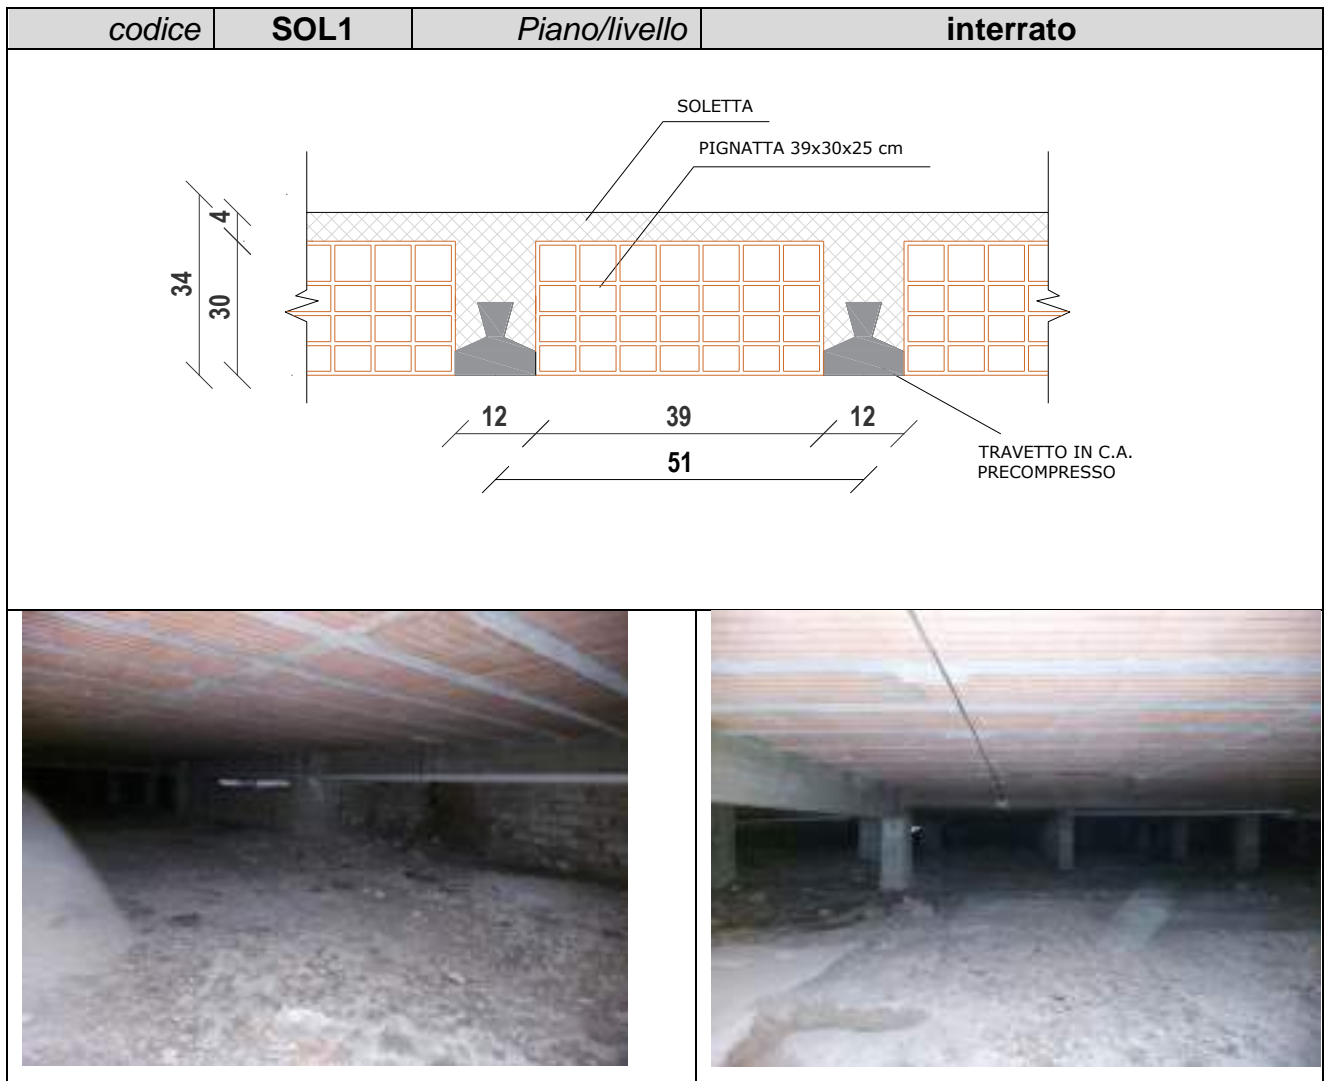 codice SOL1 Piano/livello interrato
SOLETTA
PIGNATTA 39x30x25 cm
4
34
30
12 39 12
51
TRAVETTO IN C.A.
PRECOMPRESSO